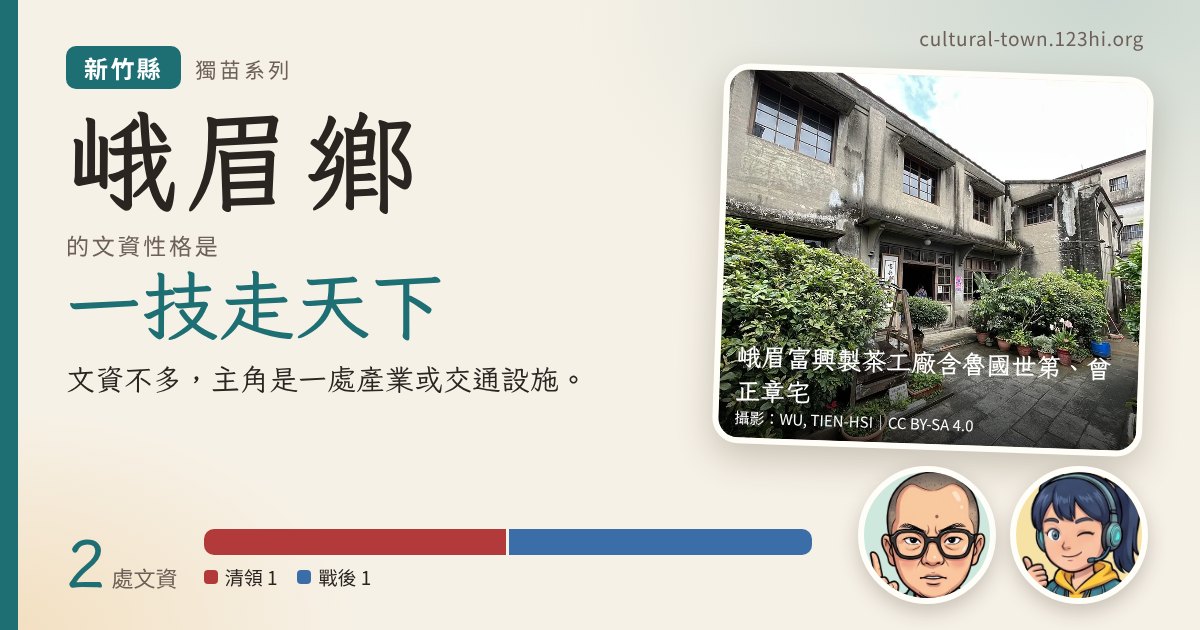 新竹縣
獨苗系列
cultural-town.123hi.org
峨眉鄉
的文資性格是
一技走天下
文資不多，主角是一處產業或交通設施。
峨眉富興製茶工廠含魯國世第、曾
正章宅
攝影：WU, TIEN-HSI｜CC BY-SA 4.0
2 處文資
清領 1
戰後 1